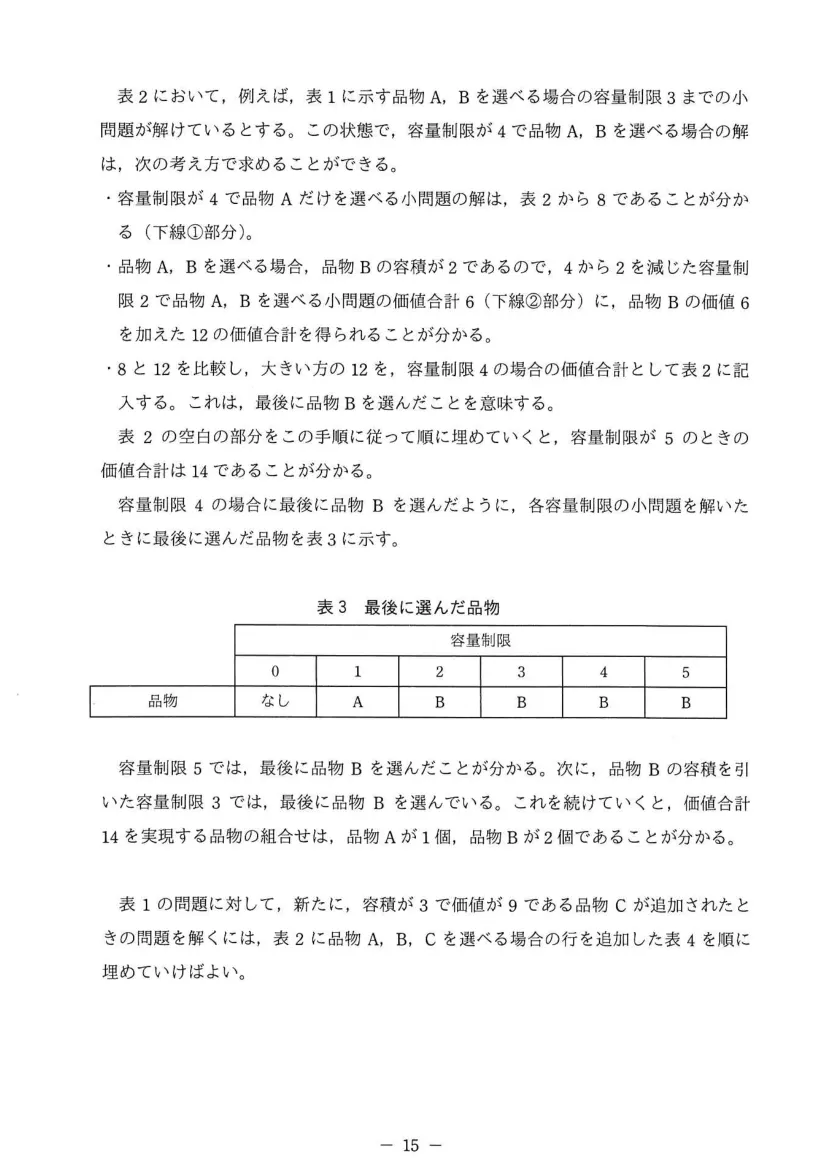 表2において，例えば，表1に示す品物A，Bを選べる場合の容量制限3までの小
問題が解けているとする。この状態で，容量制限が4で品物A，Bを選べる場合の解
は，次の考え方で求めることができる。
・容量制限が4で品物Aだけを選べる小問題の解は，表2から8であることが分か
る（下線①部分）。
・品物A，Bを選べる場合，品物Bの容積が2であるので，4から2を減じた容量制
限2で品物A，Bを選べる小問題の価値合計6（下線②部分）に，品物Bの価値6
を加えた12の価値合計を得られることが分かる。
・8と12を比較し，大きい方の12を，容量制限4の場合の価値合計として表2に記
入する。これは，最後に品物Bを選んだことを意味する。
表2の空白の部分をこの手順に従って順に埋めていくと，容量制限が5のときの
価値合計は14であることが分かる。
容量制限4の場合に最後に品物Bを選んだように，各容量制限の小問題を解いた
ときに最後に選んだ品物を表3に示す。
表3　最後に選んだ品物
容量制限
0 1 2 3 4 5
品物 なし A B B B B
容量制限5では，最後に品物Bを選んだことが分かる。次に，品物Bの容積を引
いた容量制限3では，最後に品物Bを選んでいる。これを続けていくと，価値合計
14を実現する品物の組合せは，品物Aが1個，品物Bが2個であることが分かる。
表1の問題に対して，新たに，容積が3で価値が9である品物Cが追加されたと
きの問題を解くには，表2に品物A，B，Cを選べる場合の行を追加した表4を順に
埋めていけばよい。
－ 15 －